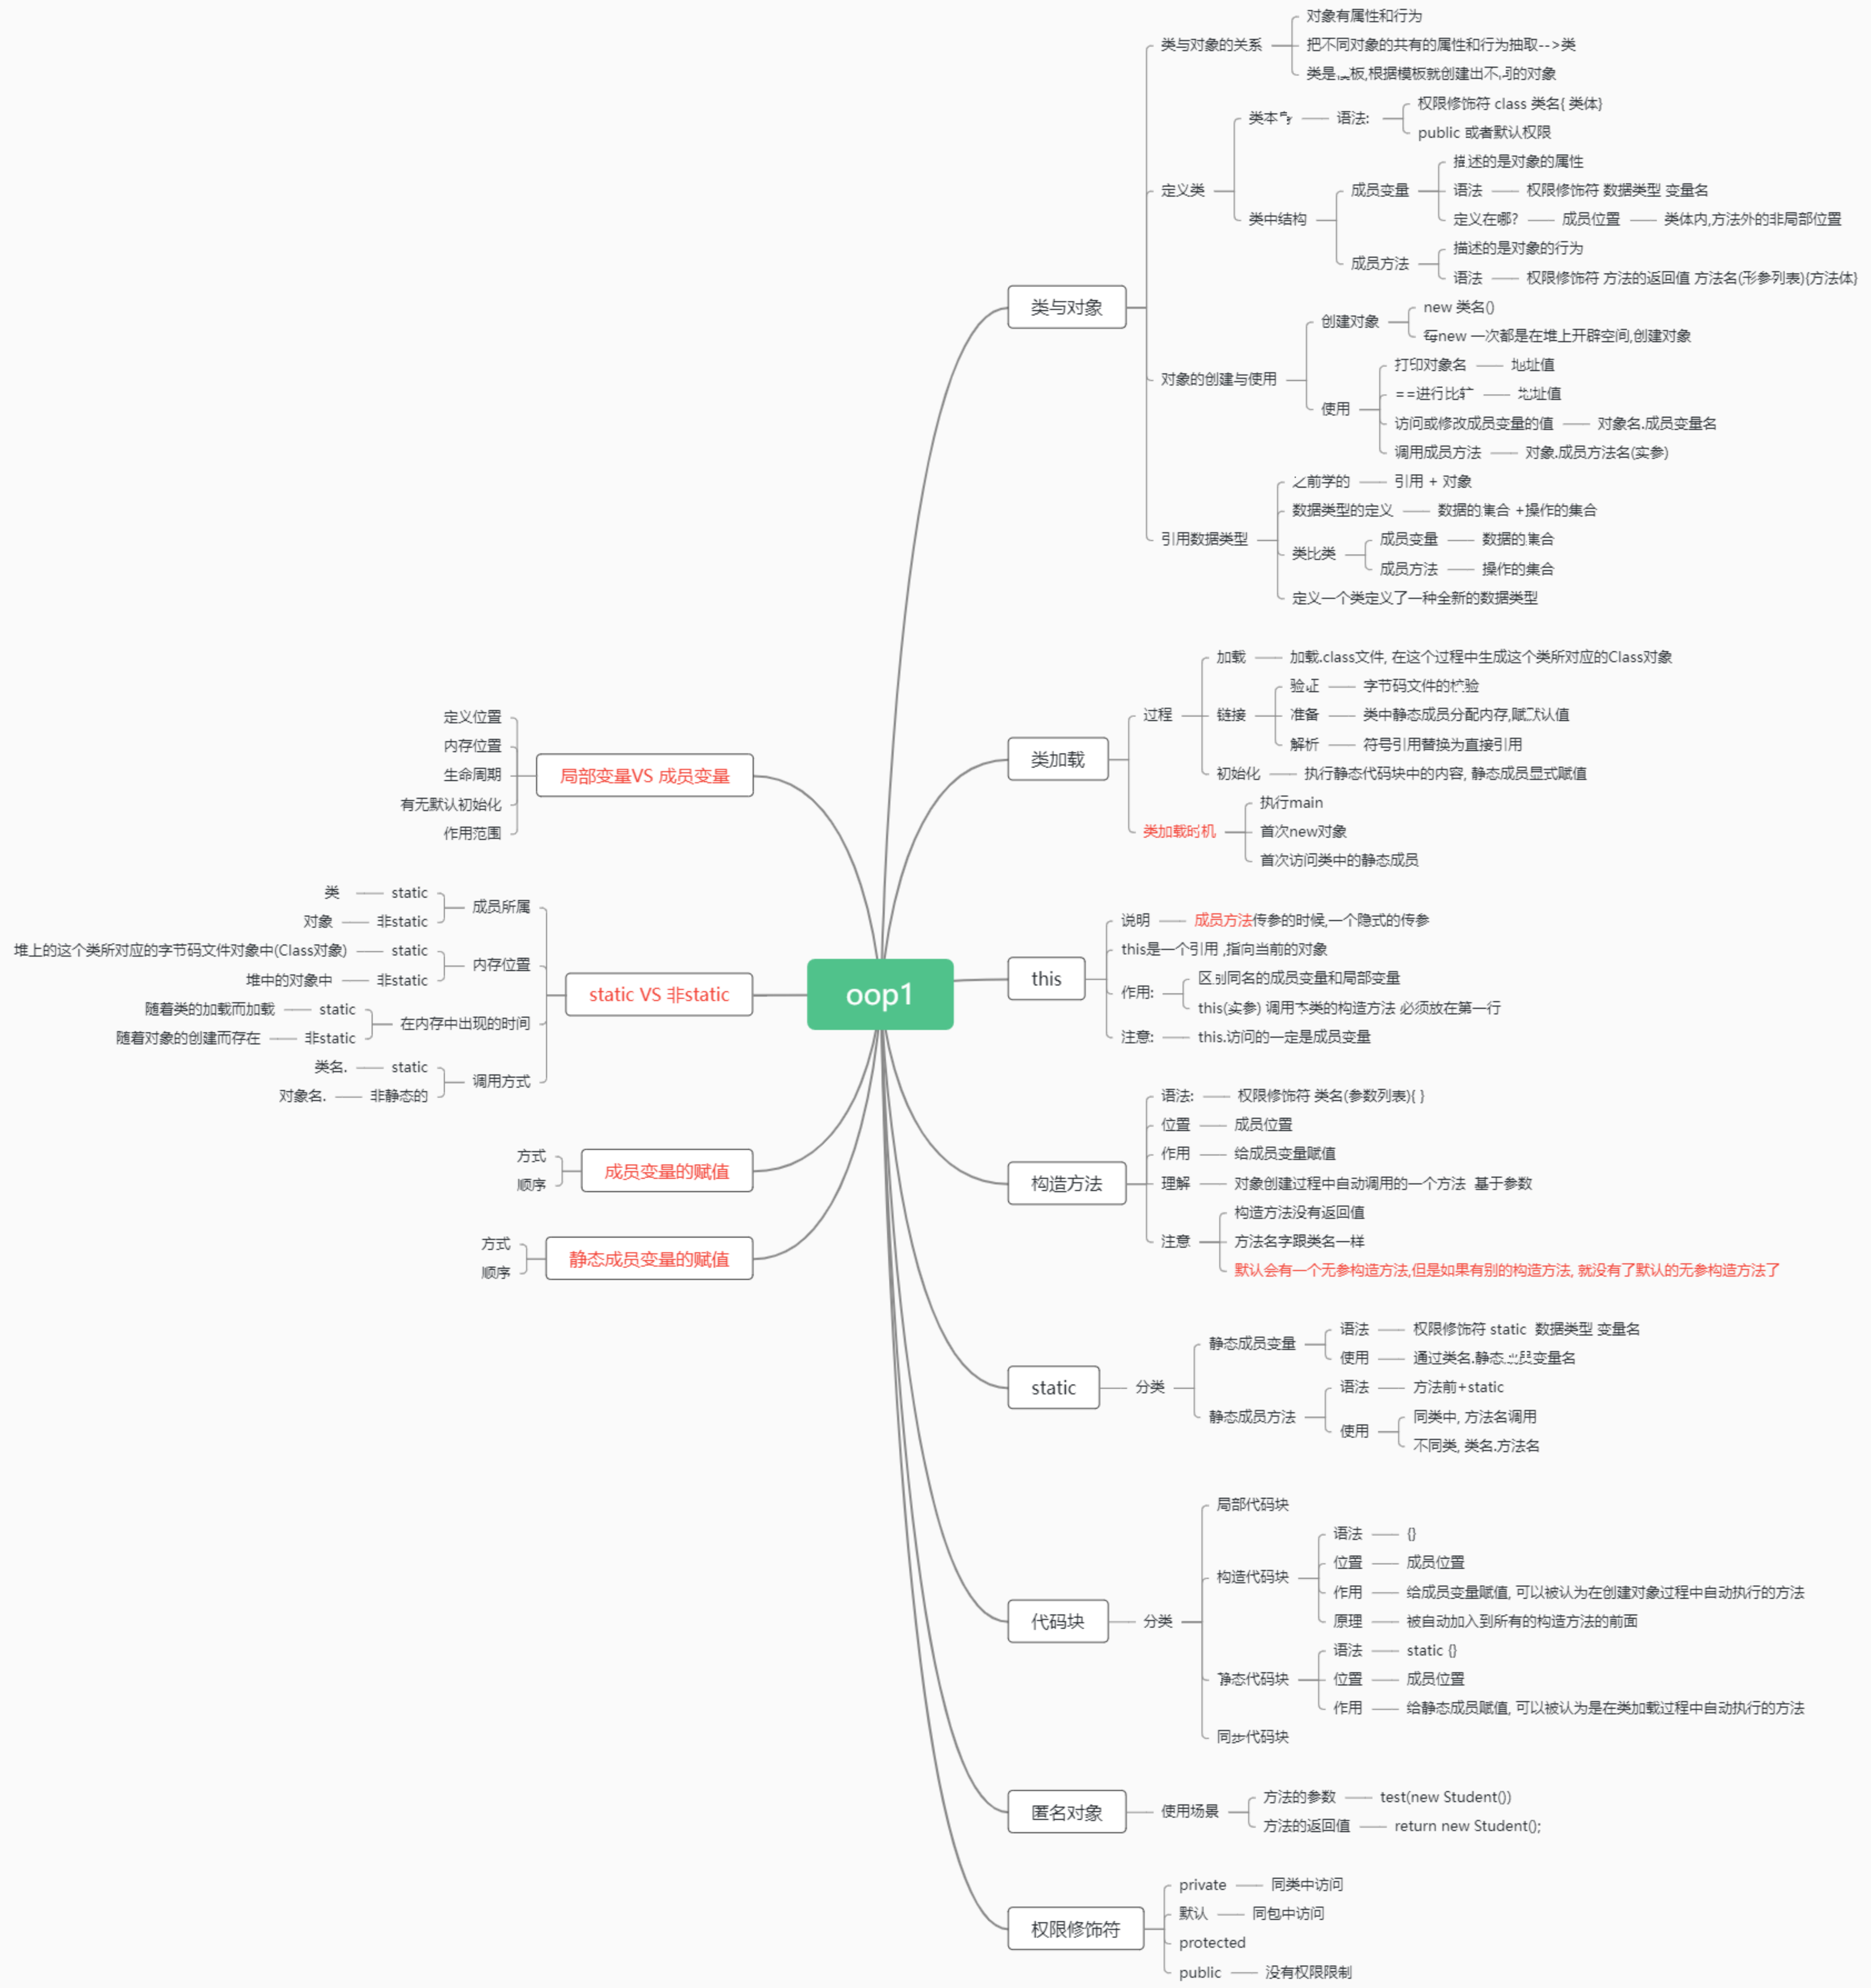 oop1
类与对象
类与对象的关系
对象有属性和行为
把不同对象的共有的属性和行为抽取-->类
类是 板,根据模板就创建出不 的对象
定义类
类本
语法:
权限修饰符 class 类名{ 类体}
public 或者默认权限
类中结构
成员变量
描述的是对象的属性
语法
权限修饰符 数据类型 变量名
定义在哪?
成员位置
类体内,方法外的非局部位置
成员方法
描述的是对象的行为
语法
权限修饰符 方法的返回值 方法名(形参列表){方法体}
对象的创建与使用
创建对象
new 类名()
每new 一次都是在堆上开辟空间,创建对象
使用
打印对象名
地址值
==进行比较
地址值
访问或修改成员变量的值
对象名.成员变量名
调用成员方法
对象.成员方法名(实参)
引用数据类型
之前学的
引用 + 对象
数据类型的定义
数据的集合 +操作的集合
类比类
成员变量
数据的集合
成员方法
操作的集合
定义一个类定义了一种全新的数据类型
类加载
过程
加载
加载.class文件, 在这个过程中生成这个类所对应的Class对象
链接
验证
字节码文件的检验
准备
类中静态成员分配内存,赋默认值
解析
符号引用替换为直接引用
初始化
执行静态代码块中的内容, 静态成员显式赋值
类加载时机
执行main
首次new对象
首次访问类中的静态成员
this
说明
成员方法传参的时候,一个隐式的传参
this是一个引用 ,指向当前的对象
作用:
区别同名的成员变量和局部变量
this(实参) 调用本类的构造方法 必须放在第一行
注意:
this.访问的一定是成员变量
构造方法
语法:
权限修饰符 类名(参数列表){ }
位置
成员位置
作用
给成员变量赋值
理解
对象创建过程中自动调用的一个方法 基于参数
注意
构造方法没有返回值
方法名字跟类名一样
默认会有一个无参构造方法,但是如果有别的构造方法, 就没有了默认的无参构造方法了
static
分类
静态成员变量
语法
权限修饰符 static 数据类型 变量名
使用
通过类名.静态成员变量名
静态成员方法
语法
方法前+static
使用
同类中, 方法名调用
不同类, 类名.方法名
代码块
分类
局部代码块
构造代码块
语法
{}
位置
成员位置
作用
给成员变量赋值, 可以被认为在创建对象过程中自动执行的方法
原理
被自动加入到所有的构造方法的前面
静态代码块
语法
static {}
位置
成员位置
作用
给静态成员赋值, 可以被认为是在类加载过程中自动执行的方法
同步代码块
匿名对象
使用场景
方法的参数
test(new Student())
方法的返回值
return new Student();
权限修饰符
private
同类中访问
默认
同包中访问
protected
public
没有权限限制
局部变量VS 成员变量
定义位置
内存位置
生命周期
有无默认初始化
作用范围
static VS 非static
成员所属
static
类
非static
对象
内存位置
static
堆上的这个类所对应的字节码文件对象中(Class对象)
非static
堆中的对象中
在内存中出现的时间
static
随着类的加载而加载
非static
随着对象的创建而存在
调用方式
static
类名.
非静态的
对象名.
成员变量的赋值
方式
顺序
静态成员变量的赋值
方式
顺序